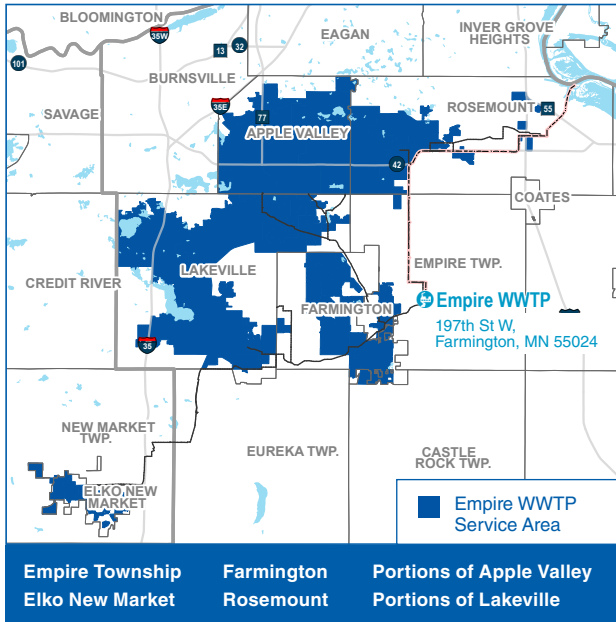 BLOOMINGTON
35W
13
32
EAGAN
INVER GROVE
HEIGHTS
101
BURNSVILLE
SAVAGE
35E
77
ROSEMOUNT
55
APPLE VALLEY
42
COATES
CREDIT RIVER
LAKEVILLE
EMPIRE TWP.
FARMINGTON
Empire WWTP
197th St W,
Farmington, MN 55024
35
NEW MARKET
TWP.
EUREKA TWP.
CASTLE
ROCK TWP.
ELKO NEW
MARKET
Empire WWTP
Service Area
Empire Township Farmington Portions of Apple Valley
Elko New Market Rosemount Portions of Lakeville